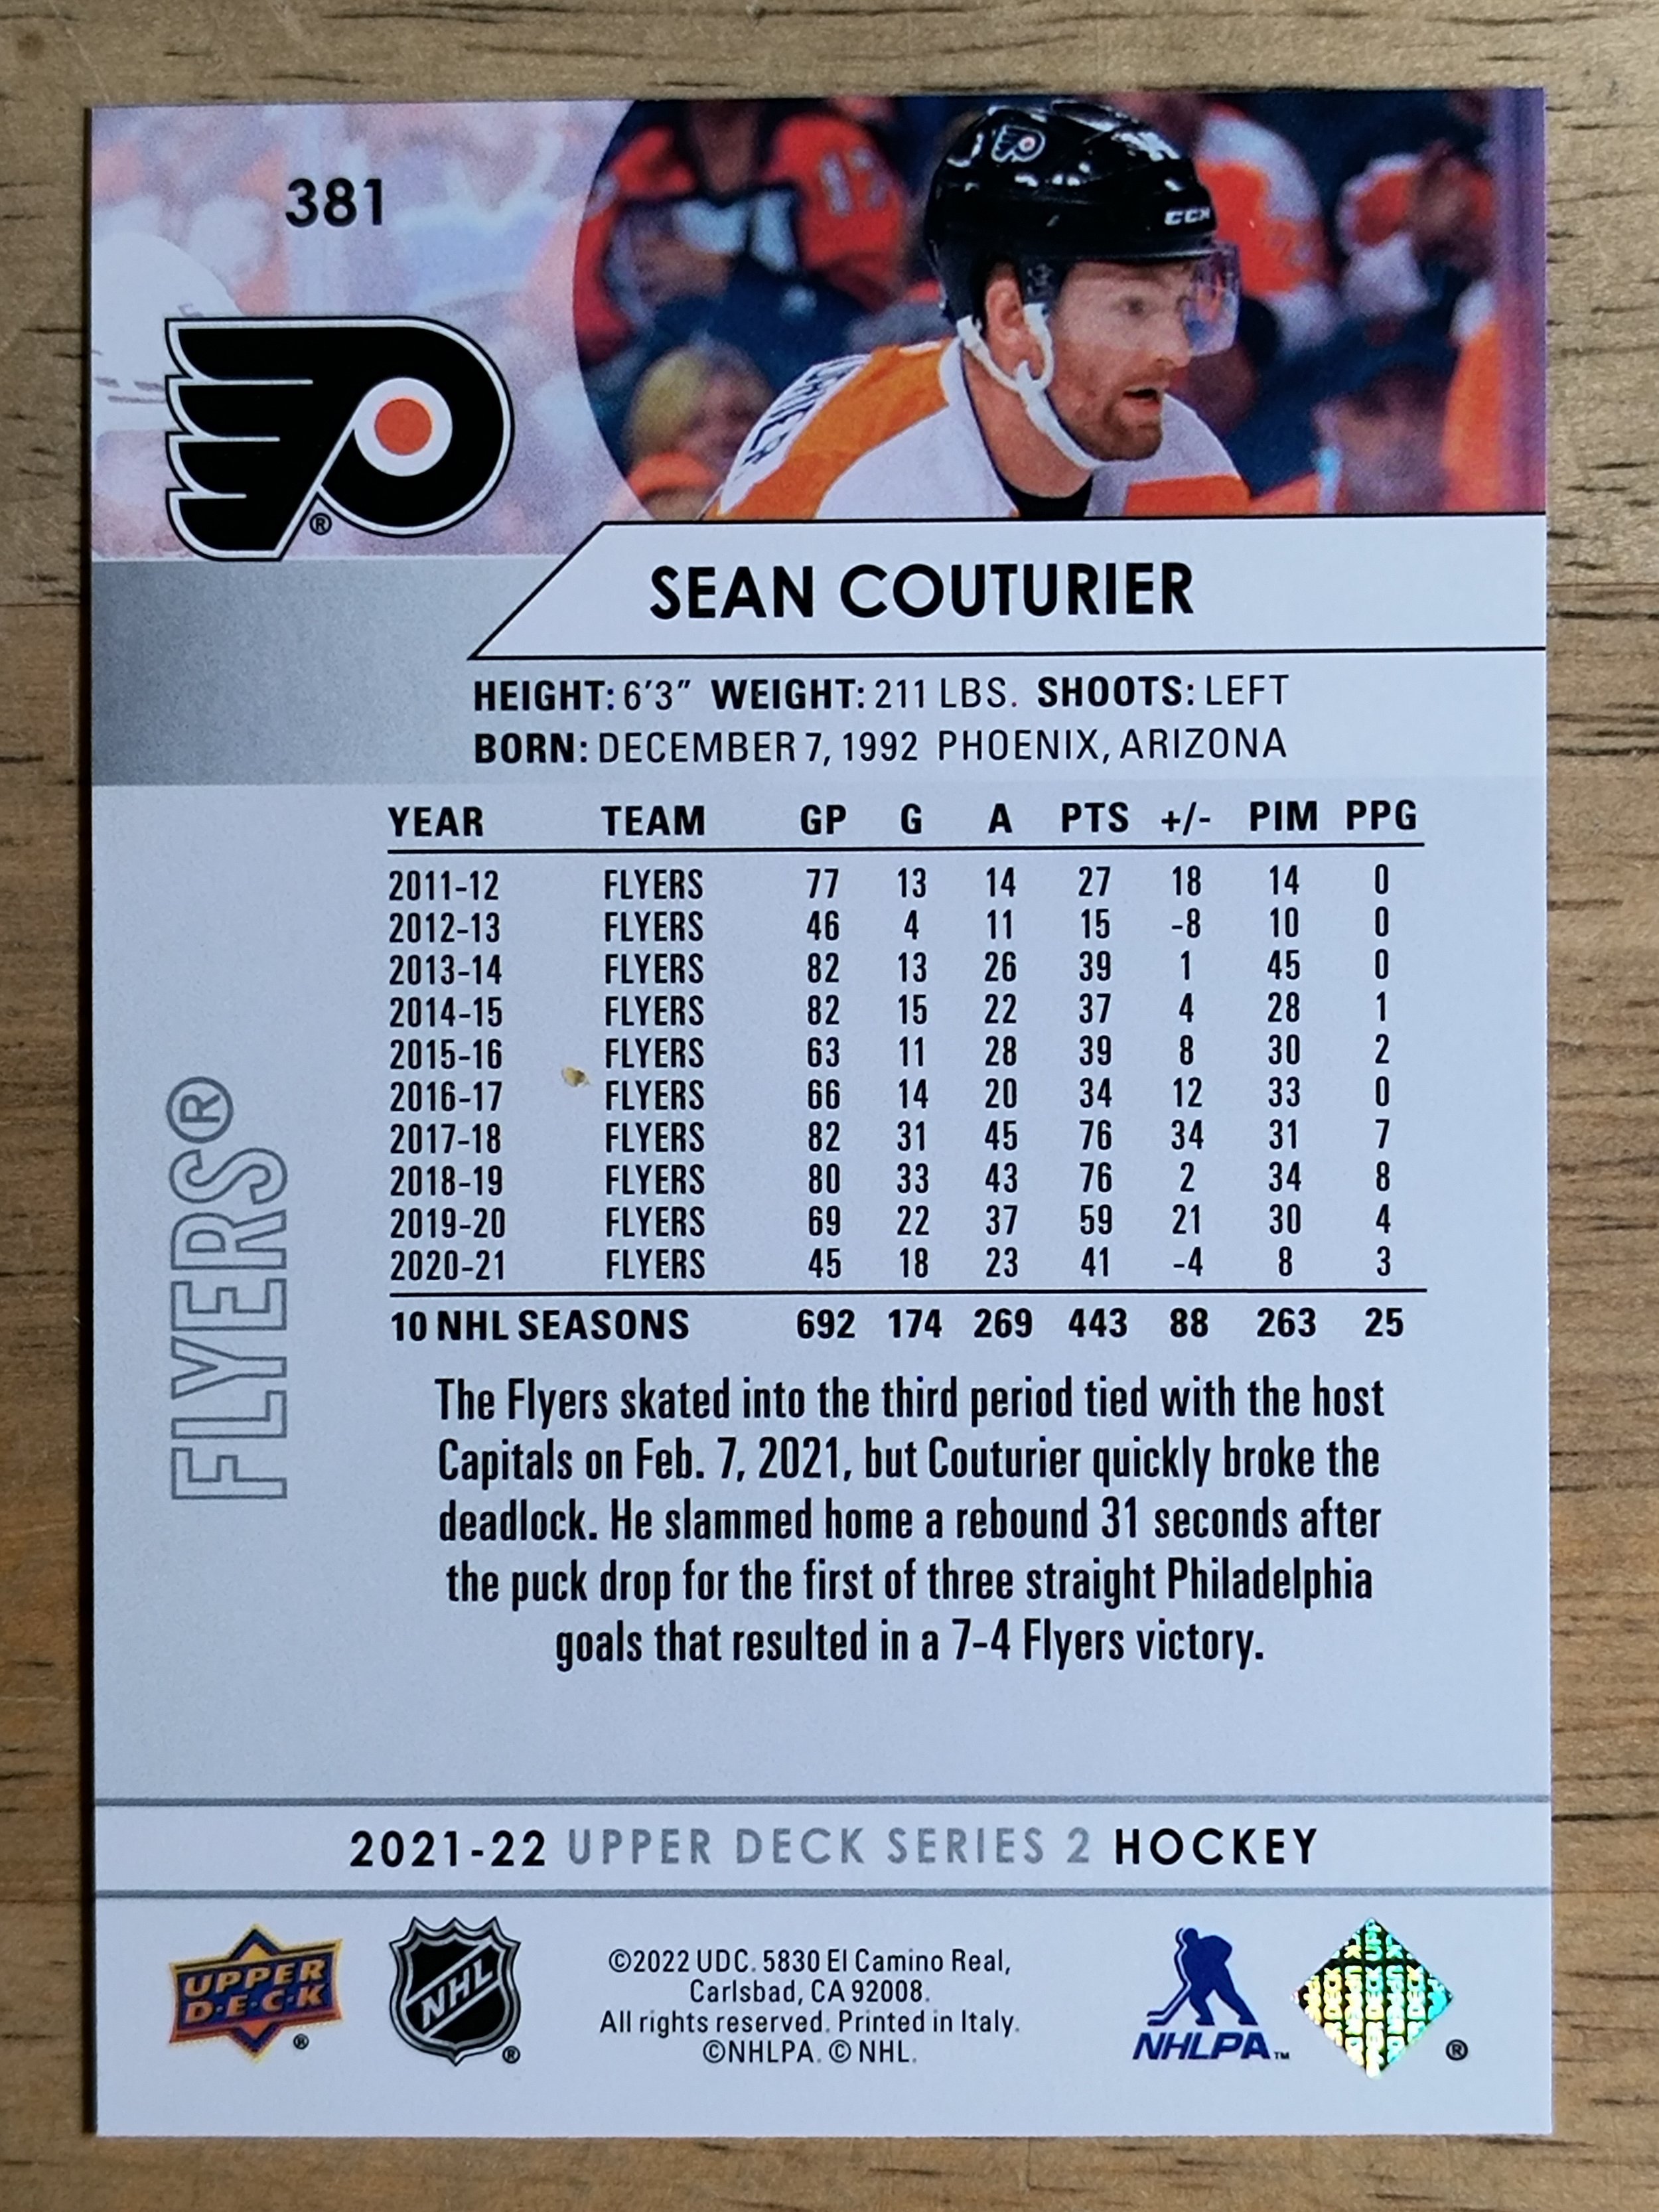 381
17
CCM
®
SEAN COUTURIER
HEIGHT: 6'3" WEIGHT: 211 LBS. SHOOTS: LEFT
BORN: DECEMBER 7, 1992 PHOENIX, ARIZONA
YEAR TEAM GP G A PTS +/- PIM PPG
2011-12 FLYERS 77 13 14 27 18 14 0
2012-13 FLYERS 46 4 11 15 -8 10 0
2013-14 FLYERS 82 13 26 39 1 45 0
2014-15 FLYERS 82 15 22 37 4 28 1
2015-16 FLYERS 63 11 28 39 8 30 2
2016-17 FLYERS 66 14 20 34 12 33 0
2017-18 FLYERS 82 31 45 76 34 31 7
2018-19 FLYERS 80 33 43 76 2 34 8
2019-20 FLYERS 69 22 37 59 21 30 4
2020-21 FLYERS 45 18 23 41 -4 8 3
10 NHL SEASONS 692 174 269 443 88 263 25
FLYERS®
The Flyers skated into the third period tied with the host
Capitals on Feb. 7, 2021, but Couturier quickly broke the
deadlock. He slammed home a rebound 31 seconds after
the puck drop for the first of three straight Philadelphia
goals that resulted in a 7-4 Flyers victory.
2021-22 UPPER DECK SERIES 2 HOCKEY
UPPER
D·E·C·K
®
NHL
®
©2022 UDC. 5830 El Camino Real,
Carlsbad, CA 92008.
All rights reserved. Printed in Italy.
©NHLPA. © NHL.
NHLPA™
®